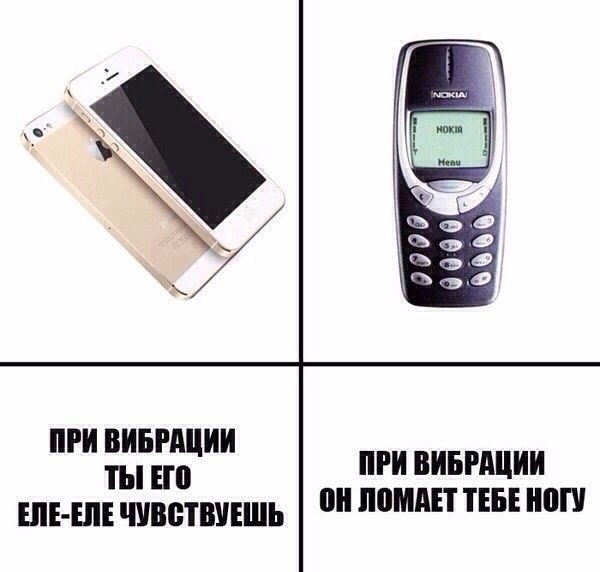 NOKIA
NOKIA
Menu
ПРИ ВИБРАЦИИ
ТЫ ЕГО
ЕЛЕ-ЕЛЕ ЧУВСТВУЕШЬ
ПРИ ВИБРАЦИИ
ОН ЛОМАЕТ ТЕБЕ НОГУ